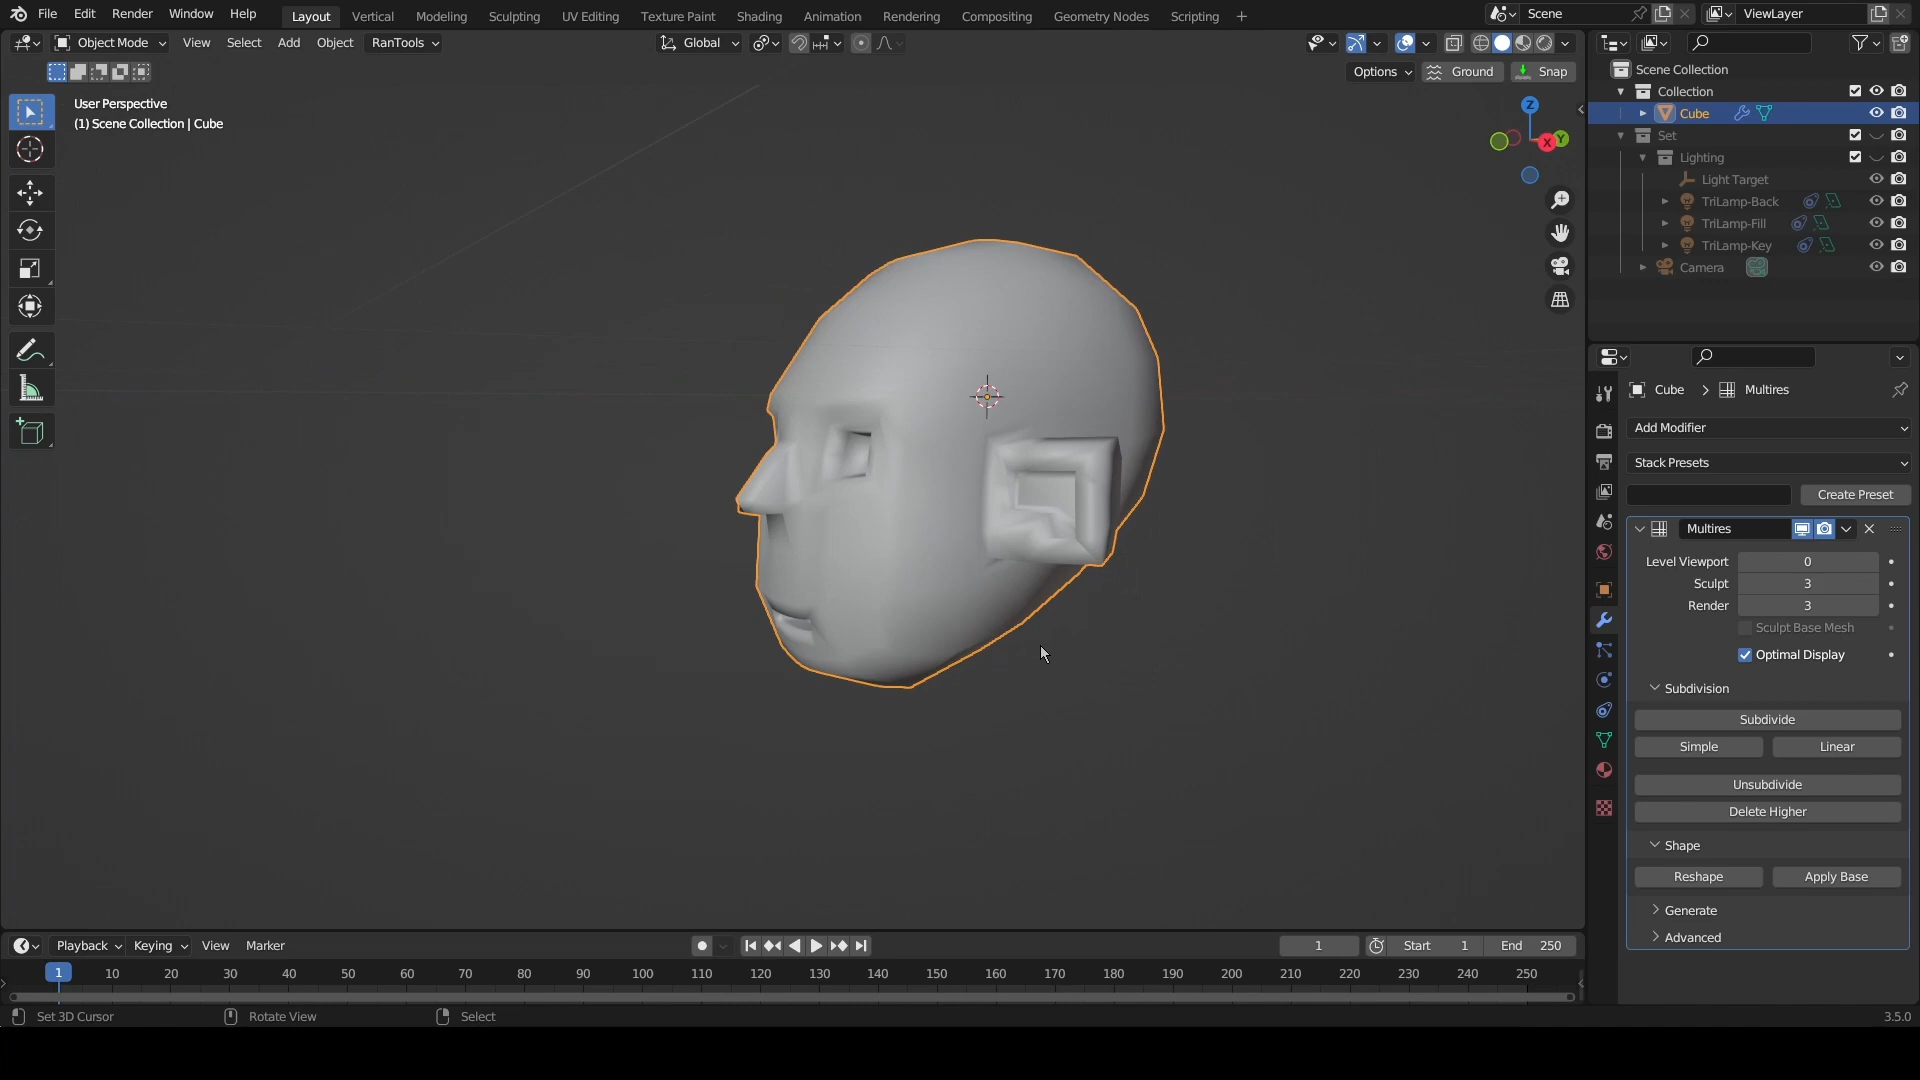 File Edit Render Window Help Layout Vertical Modeling Sculpting UV Editing Texture Paint Shading Animation Rendering Compositing Geometry Nodes Scripting Scene ViewLayer
Object Mode View Select Add Object RanTools Global
Options Ground Snap
User Perspective
(1) Scene Collection | Cube
Z
X Y
Scene Collection
Collection
Cube
Set
Lighting
Light Target
TriLamp-Back
TriLamp-Fill
TriLamp-Key
Camera
Cube Multires
Add Modifier
Stack Presets
Create Preset
Multires
Level Viewport 0
Sculpt 3
Render 3
Sculpt Base Mesh
Optimal Display
Subdivision
Subdivide
Simple Linear
Unsubdivide
Delete Higher
Shape
Reshape Apply Base
Generate
Advanced
Playback Keying View Marker 1 Start 1 End 250
1 10 20 30 40 50 60 70 80 90 100 110 120 130 140 150 160 170 180 190 200 210 220 230 240 250
Set 3D Cursor Rotate View Select 3.5.0